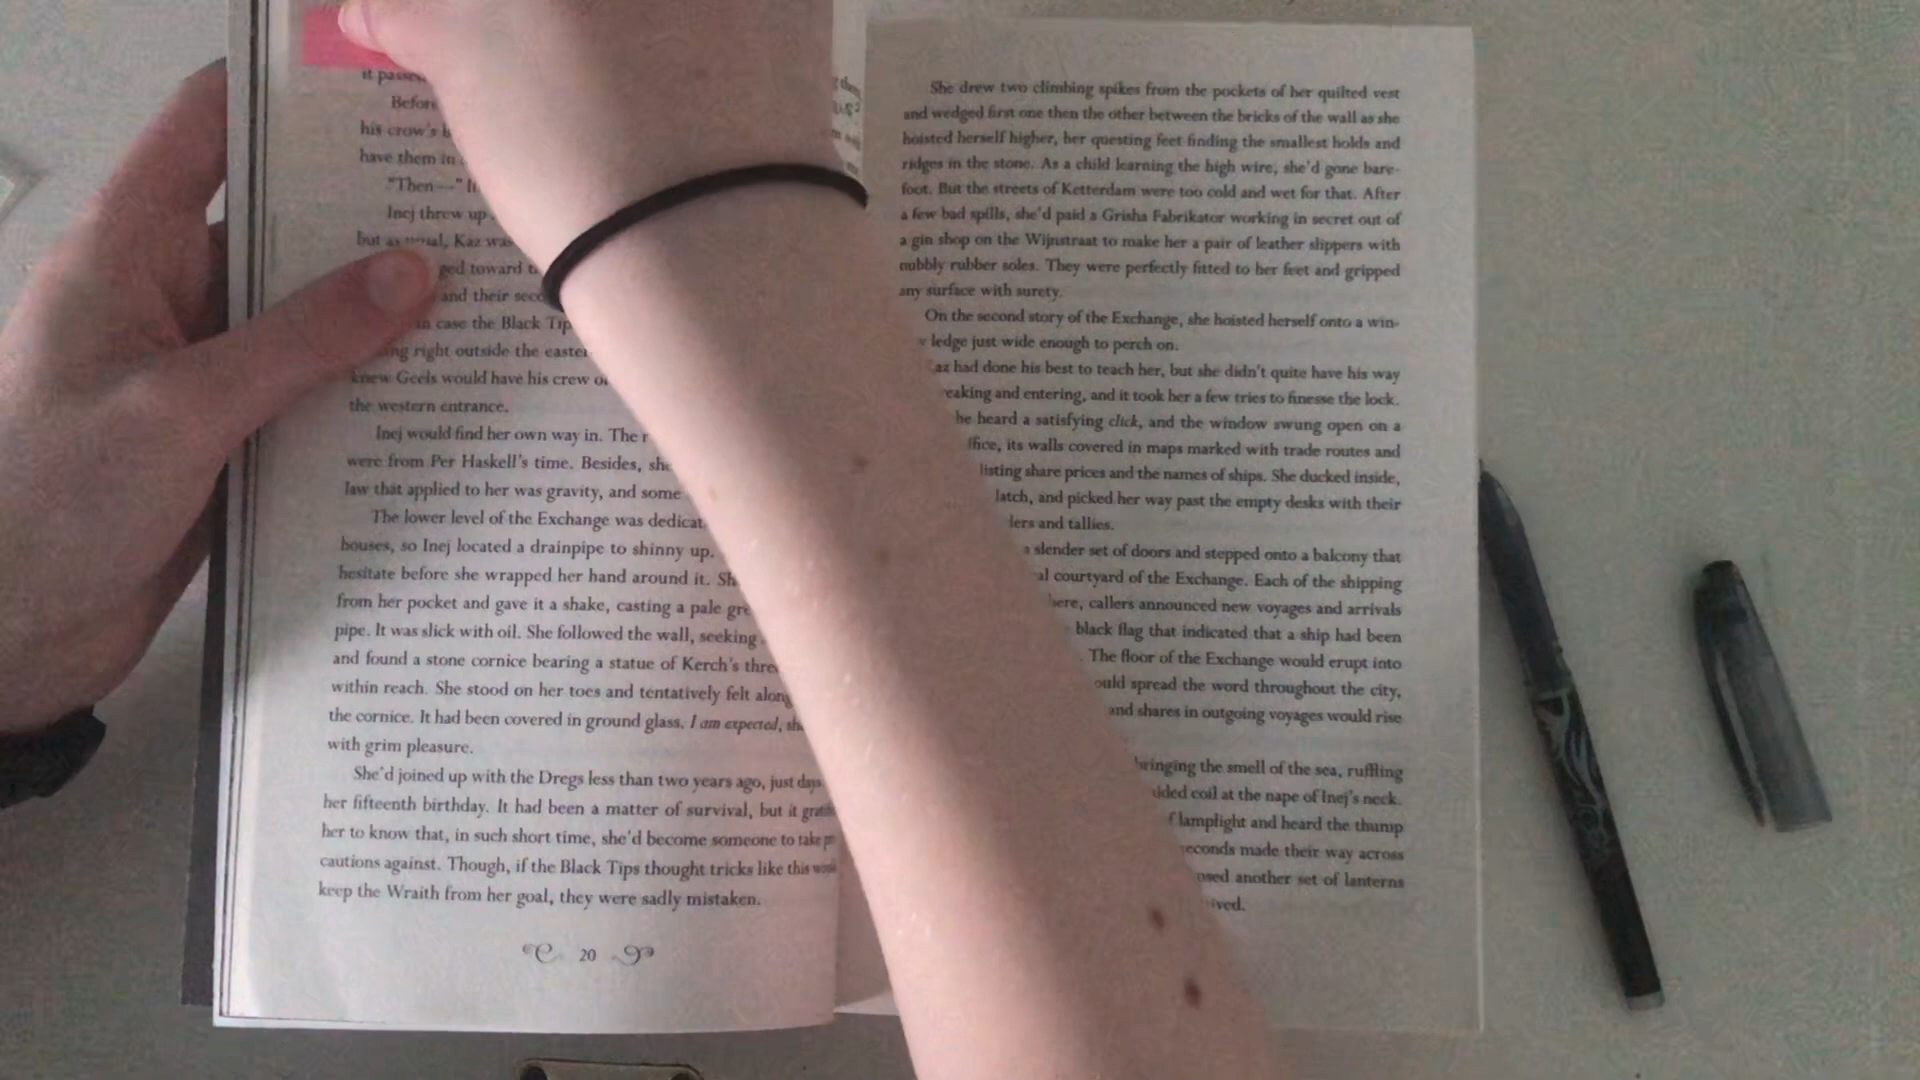 it passed
Before
his crow's
have them in
"Then—"
Inej threw up
but as usual, Kaz was
ged toward
and their seco
in case the Black Tip
ng right outside the easter
knew Geels would have his crew
the western entrance.
Inej would find her own way in. The
were from Per Haskell's time. Besides, she
law that applied to her was gravity, and some
The lower level of the Exchange was dedicat
houses, so Inej located a drainpipe to shinny up.
hesitate before she wrapped her hand around it. Sh
from her pocket and gave it a shake, casting a pale gre
pipe. It was slick with oil. She followed the wall, seeking
and found a stone cornice bearing a statue of Kerch's thre
within reach. She stood on her toes and tentatively felt along
the cornice. It had been covered in ground glass. I am expected, she
with grim pleasure.
She'd joined up with the Dregs less than two years ago, just days
her fifteenth birthday. It had been a matter of survival, but it grati
her to know that, in such short time, she'd become someone to take pr
cautions against. Though, if the Black Tips thought tricks like this would
keep the Wraith from her goal, they were sadly mistaken.
20
She drew two climbing spikes from the pockets of her quilted vest
and wedged first one then the other between the bricks of the wall as she
hoisted herself higher, her questing feet finding the smallest holds and
ridges in the stone. As a child learning the high wire, she'd gone bare-
foot. But the streets of Ketterdam were too cold and wet for that. After
a few bad spills, she'd paid a Grisha Fabrikator working in secret out of
a gin shop on the Wijnstraat to make her a pair of leather slippers with
nubbly rubber soles. They were perfectly fitted to her feet and gripped
any surface with surety.
On the second story of the Exchange, she hoisted herself onto a win-
ledge just wide enough to perch on.
az had done his best to teach her, but she didn't quite have his way
eaking and entering, and it took her a few tries to finesse the lock.
he heard a satisfying click, and the window swung open on a
ffice, its walls covered in maps marked with trade routes and
listing share prices and the names of ships. She ducked inside,
latch, and picked her way past the empty desks with their
ders and tallies.
a slender set of doors and stepped onto a balcony that
al courtyard of the Exchange. Each of the shipping
here, callers announced new voyages and arrivals
black flag that indicated that a ship had been
. The floor of the Exchange would erupt into
ould spread the word throughout the city,
and shares in outgoing voyages would rise
bringing the smell of the sea, ruffling
ided coil at the nape of Inej's neck.
f lamplight and heard the thump
seconds made their way across
osed another set of lanterns
ived.